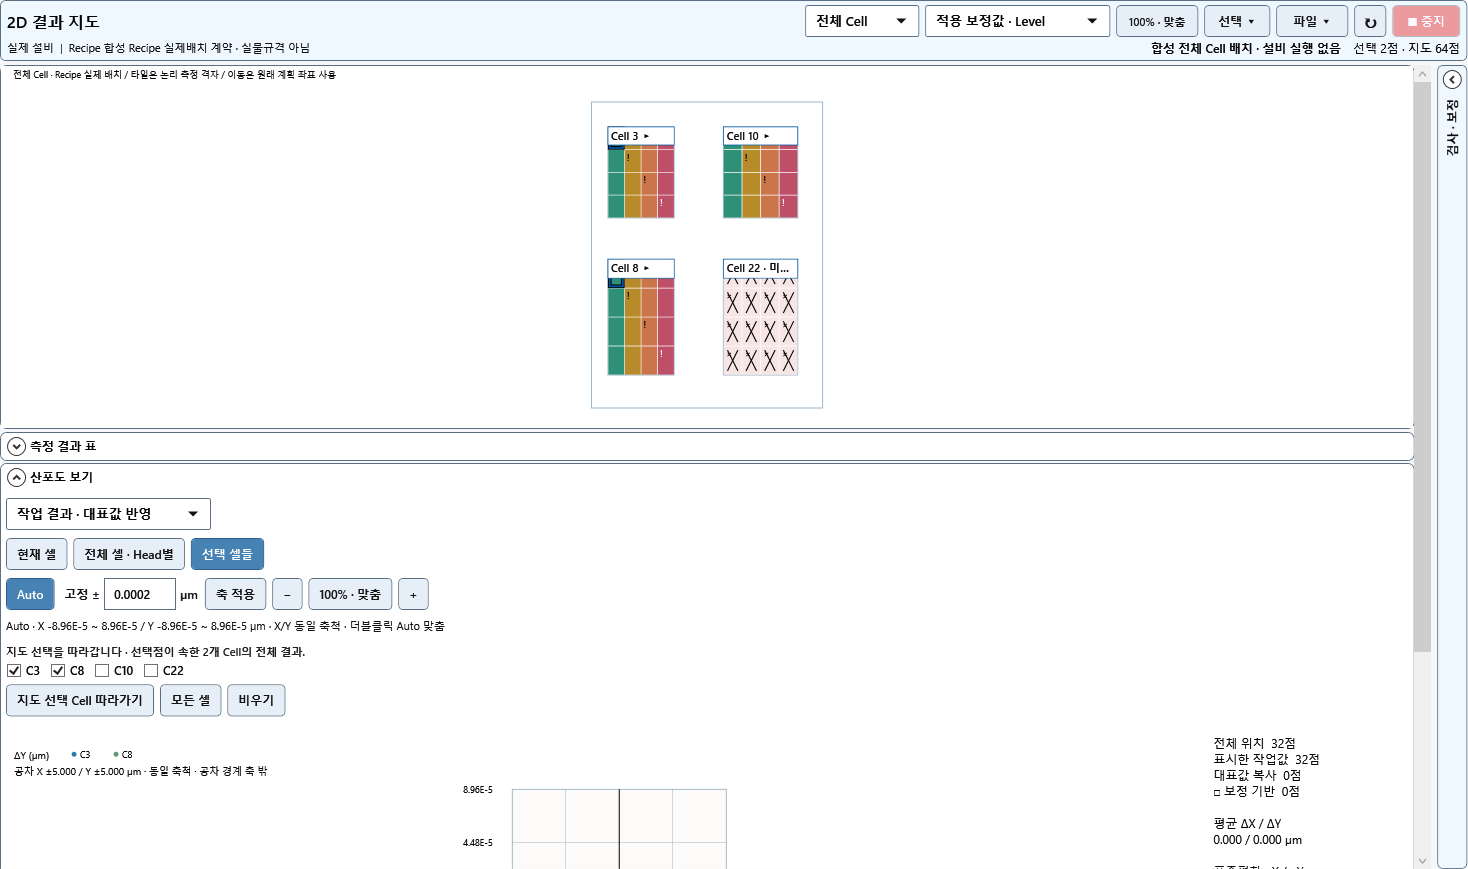 2D 결과 지도
전체 Cell
적용 보정값 · Level
100% · 맞춤
선택 ▾
파일 ▾
↻
■ 중지
실제 설비 | Recipe 합성 Recipe 실제배치 계약 · 실물규격 아님
합성 전체 Cell 배치 · 설비 실행 없음 선택 2점 · 지도 64점
전체 Cell · Recipe 실제 배치 / 타일은 논리 측정 격자 / 이동은 원래 계획 좌표 사용
검사 · 보정
Cell 3 ▸
Cell 10 ▸
! !
! !
! !
Cell 8 ▸
Cell 22 · 미...
!
!
!
측정 결과 표
산포도 보기
작업 결과 · 대표값 반영
현재 셀
전체 셀 · Head별
선택 셀들
Auto
고정 ±
0.0002
µm
축 적용
−
100% · 맞춤
+
Auto · X -8.96E-5 ~ 8.96E-5 / Y -8.96E-5 ~ 8.96E-5 µm · X/Y 동일 축척 · 더블클릭 Auto 맞춤
지도 선택을 따라갑니다 · 선택점이 속한 2개 Cell의 전체 결과.
C3 C8 C10 C22
지도 선택 Cell 따라가기
모든 셀
비우기
ΔY (µm) C3 C8
공차 X ±5.000 / Y ±5.000 µm · 동일 축척 · 공차 경계 축 밖
8.96E-5
4.48E-5
전체 위치 32점
표시한 작업값 32점
대표값 복사 0점
□ 보정 기반 0점
평균 ΔX / ΔY
0.000 / 0.000 µm